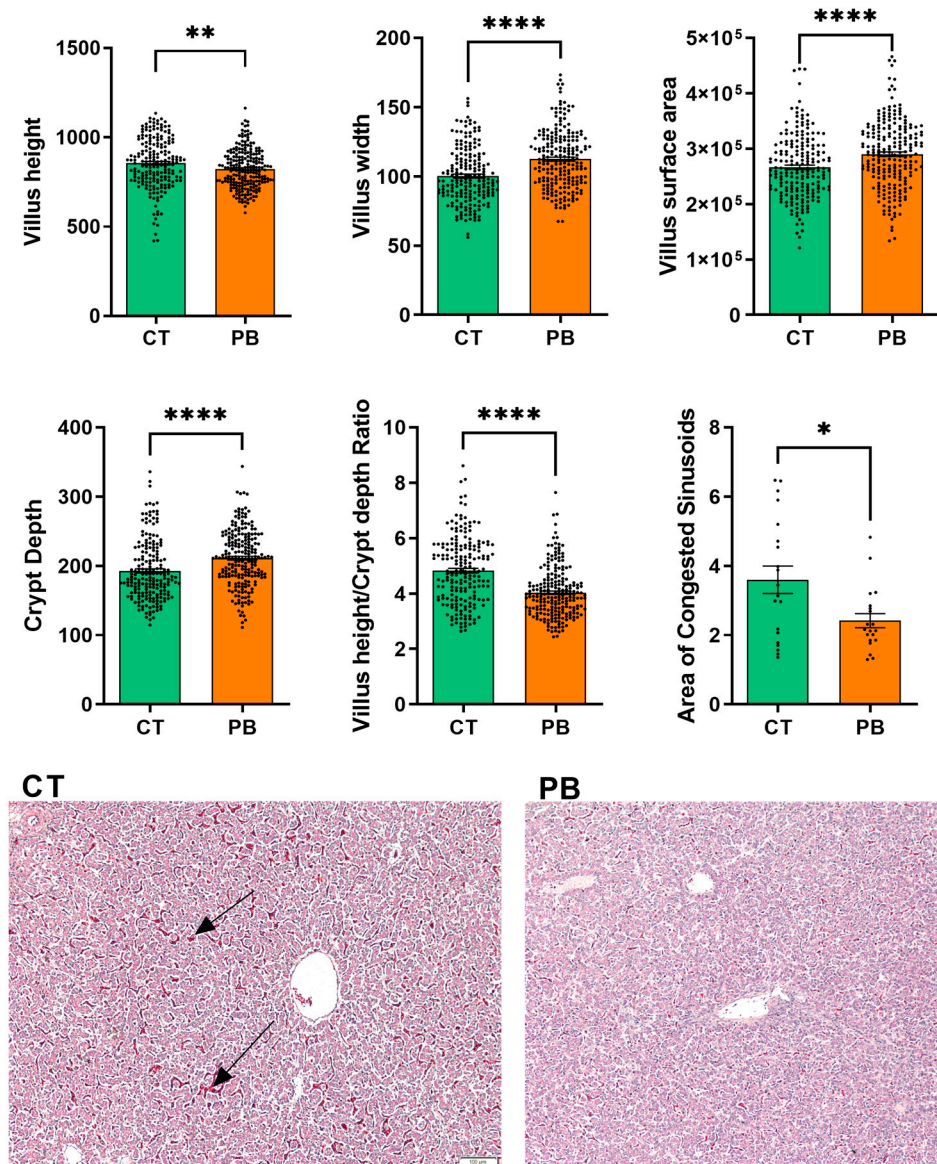 **
Villus height
1500
1000
500
0
CT PB
****
Villus width
200
150
100
50
0
CT PB
****
Villus surface area
5×10⁵
4×10⁵
3×10⁵
2×10⁵
1×10⁵
0
CT PB
****
Crypt Depth
400
300
200
100
0
CT PB
****
Villus height/Crypt depth Ratio
10
8
6
4
2
0
CT PB
*
Area of Congested Sinusoids
8
6
4
2
0
CT PB
CT
PB
100 µm